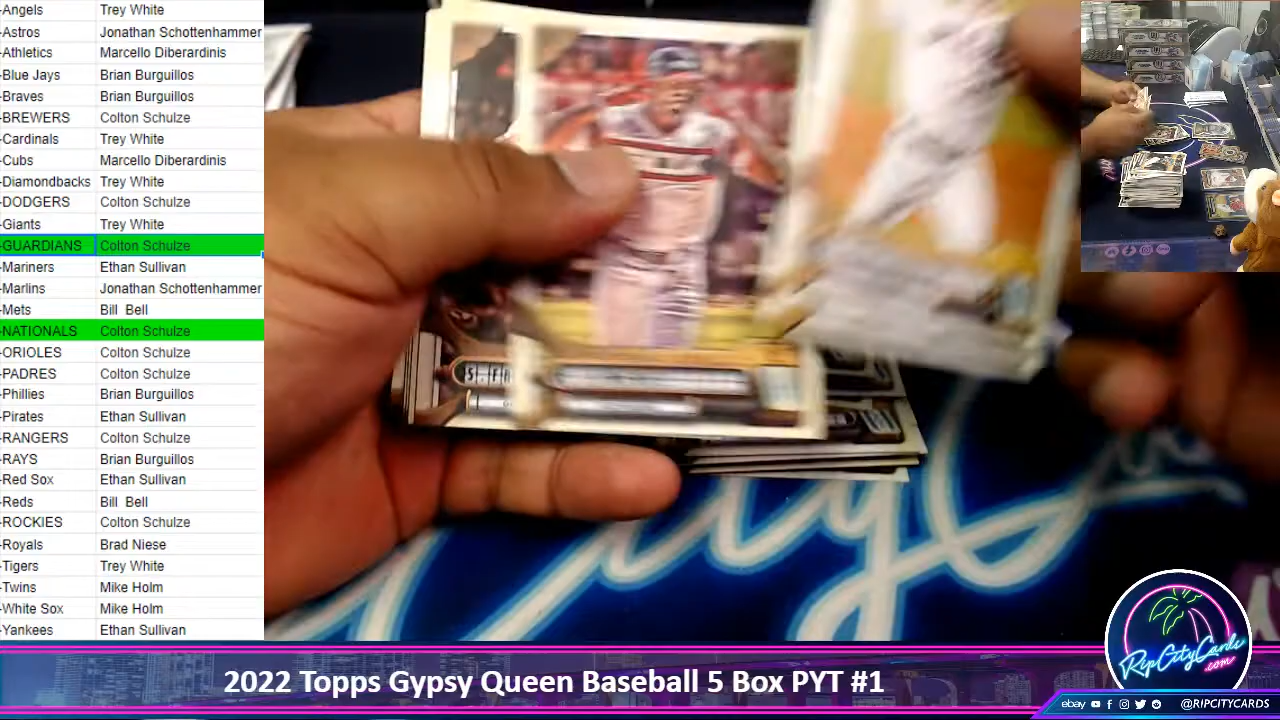 -Angels Trey White
-Astros Jonathan Schottenhammer
-Athletics Marcello Diberardinis
-Blue Jays Brian Burguillos
-Braves Brian Burguillos
-BREWERS Colton Schulze
-Cardinals Trey White
-Cubs Marcello Diberardinis
-Diamondbacks Trey White
-DODGERS Colton Schulze
-Giants Trey White
-GUARDIANS Colton Schulze
-Mariners Ethan Sullivan
-Marlins Jonathan Schottenhammer
-Mets Bill Bell
-NATIONALS Colton Schulze
-ORIOLES Colton Schulze
-PADRES Colton Schulze
-Phillies Brian Burguillos
-Pirates Ethan Sullivan
-RANGERS Colton Schulze
-RAYS Brian Burguillos
-Red Sox Ethan Sullivan
-Reds Bill Bell
-ROCKIES Colton Schulze
-Royals Brad Niese
-Tigers Trey White
-Twins Mike Holm
-White Sox Mike Holm
-Yankees Ethan Sullivan
City
RipCityCards
.com
2022 Topps Gypsy Queen Baseball 5 Box PYT #1
ebay @RIPCITYCARDS